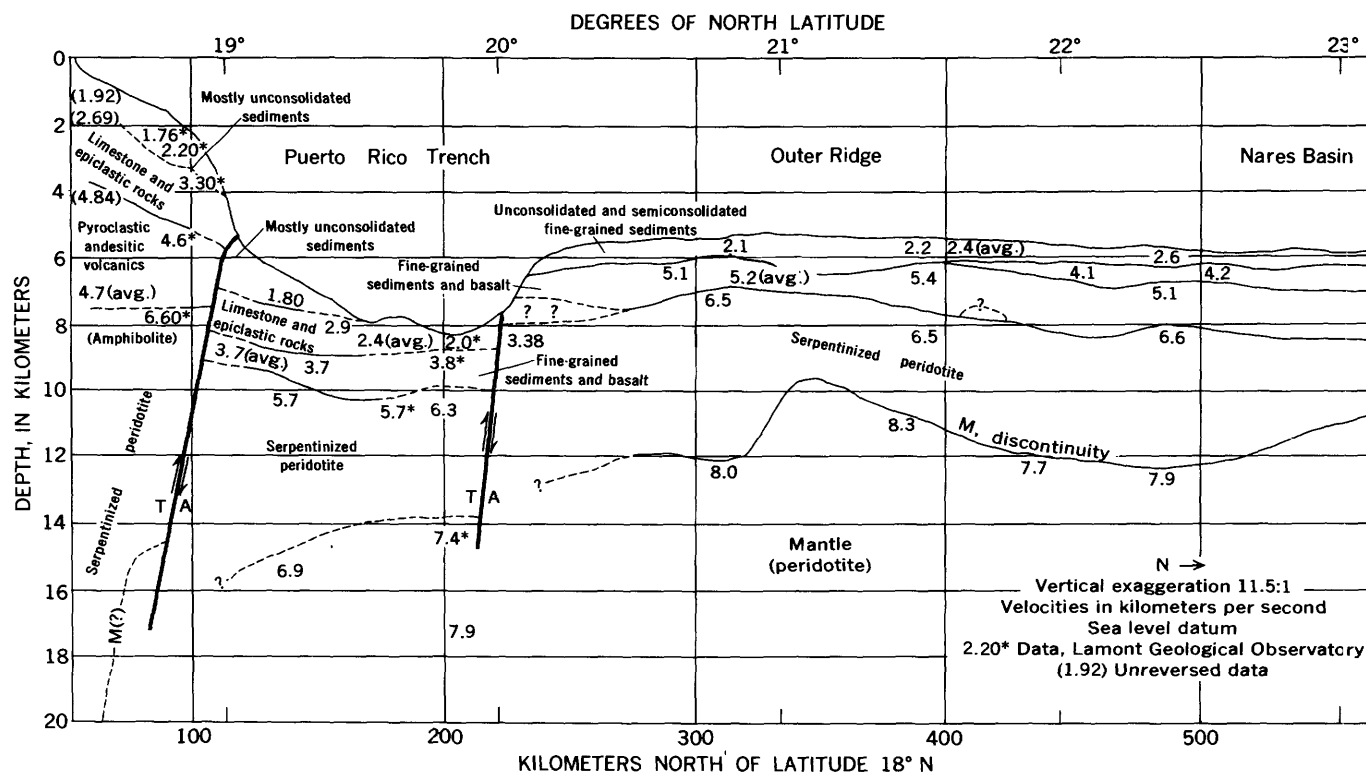 DEGREES OF NORTH LATITUDE
19° 20° 21° 22° 23°
DEPTH, IN KILOMETERS
0
2
4
6
8
10
12
14
16
18
20
(1.92)
(2.69)
1.76*
2.20*
Mostly unconsolidated
sediments
Limestone and
epiclastic rocks
3.30*
(4.84)
Pyroclastic
andesitic
volcanics
4.6*
4.7(avg.)
6.60*
(Amphibolite)
Serpentinized peridotite
M(?)
T A
Puerto Rico Trench
Mostly unconsolidated
sediments
1.80
2.9
Limestone and
epiclastic rocks
2.4(avg.)
2.0*
3.7(avg.)
3.7
3.8*
Fine-grained
sediments and basalt
5.7
5.7*
6.3
Serpentinized
peridotite
T A
?
6.9
7.4*
7.9
Outer Ridge
Unconsolidated and semiconsolidated
fine-grained sediments
Fine-grained
sediments and basalt
? ?
3.38
2.1
2.2
2.4(avg.)
2.6
5.1
5.2(avg.)
5.4
4.1
4.2
5.1
6.5
?
6.5
6.6
Serpentinized peridotite
?
8.0
8.3
M, discontinuity
7.7
7.9
Nares Basin
Mantle
(peridotite)
N →
Vertical exaggeration 11.5:1
Velocities in kilometers per second
Sea level datum
2.20* Data, Lamont Geological Observatory
(1.92) Unreversed data
100 200 300 400 500
KILOMETERS NORTH OF LATITUDE 18° N